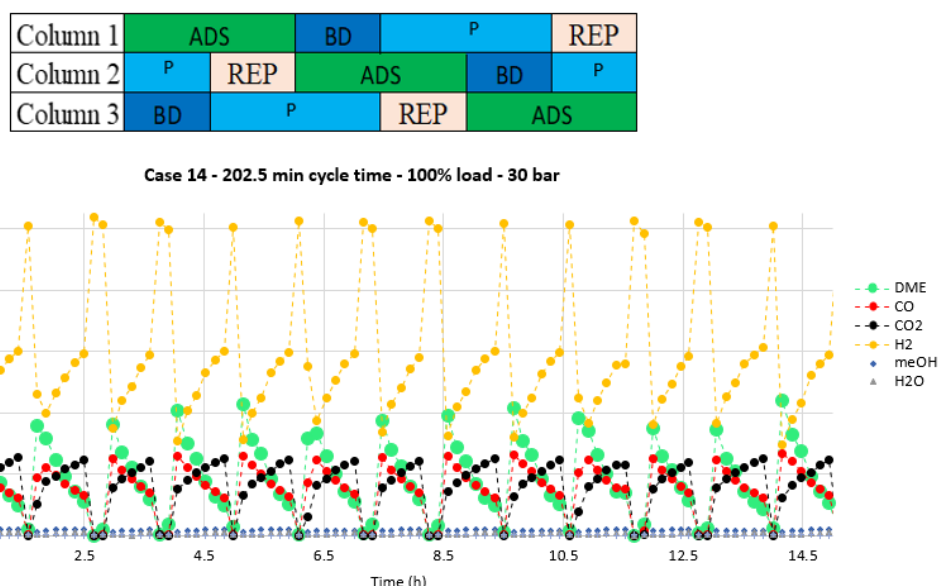 Column 1 ADS BD P REP
Column 2 P REP ADS BD P
Column 3 BD P REP ADS
Case 14 - 202.5 min cycle time - 100% load - 30 bar
DME
CO
CO2
H2
meOH
H2O
2.5 4.5 6.5 8.5 10.5 12.5 14.5
Time (h)